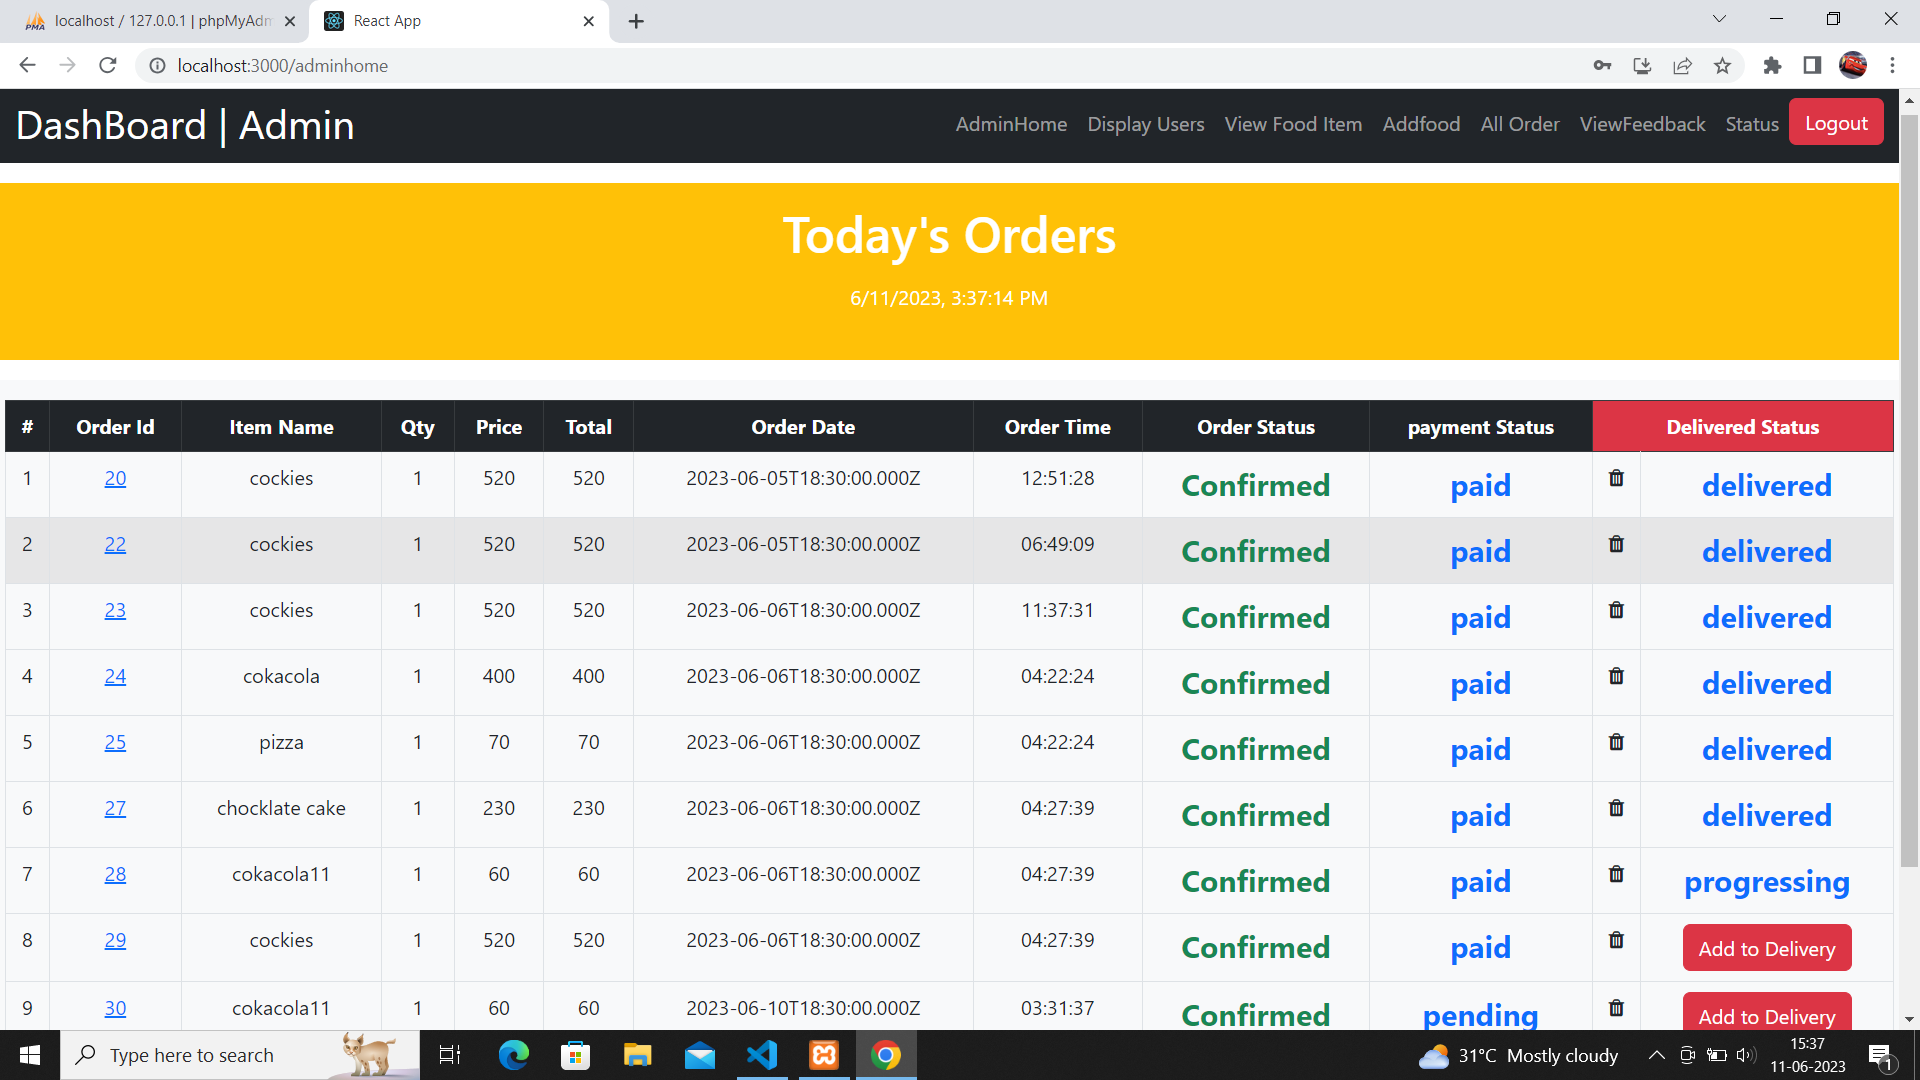 localhost / 127.0.0.1 | phpMyAdm
React App
localhost:3000/adminhome
DashBoard | Admin
AdminHome Display Users View Food Item Addfood All Order ViewFeedback Status Logout
Today's Orders
6/11/2023, 3:37:14 PM
# Order Id Item Name Qty Price Total Order Date Order Time Order Status payment Status Delivered Status
1 20 cockies 1 520 520 2023-06-05T18:30:00.000Z 12:51:28 Confirmed paid delivered
2 22 cockies 1 520 520 2023-06-05T18:30:00.000Z 06:49:09 Confirmed paid delivered
3 23 cockies 1 520 520 2023-06-06T18:30:00.000Z 11:37:31 Confirmed paid delivered
4 24 cokacola 1 400 400 2023-06-06T18:30:00.000Z 04:22:24 Confirmed paid delivered
5 25 pizza 1 70 70 2023-06-06T18:30:00.000Z 04:22:24 Confirmed paid delivered
6 27 chocklate cake 1 230 230 2023-06-06T18:30:00.000Z 04:27:39 Confirmed paid delivered
7 28 cokacola11 1 60 60 2023-06-06T18:30:00.000Z 04:27:39 Confirmed paid progressing
8 29 cockies 1 520 520 2023-06-06T18:30:00.000Z 04:27:39 Confirmed paid Add to Delivery
9 30 cokacola11 1 60 60 2023-06-10T18:30:00.000Z 03:31:37 Confirmed pending Add to Delivery
Type here to search
31°C Mostly cloudy
15:37
11-06-2023
1